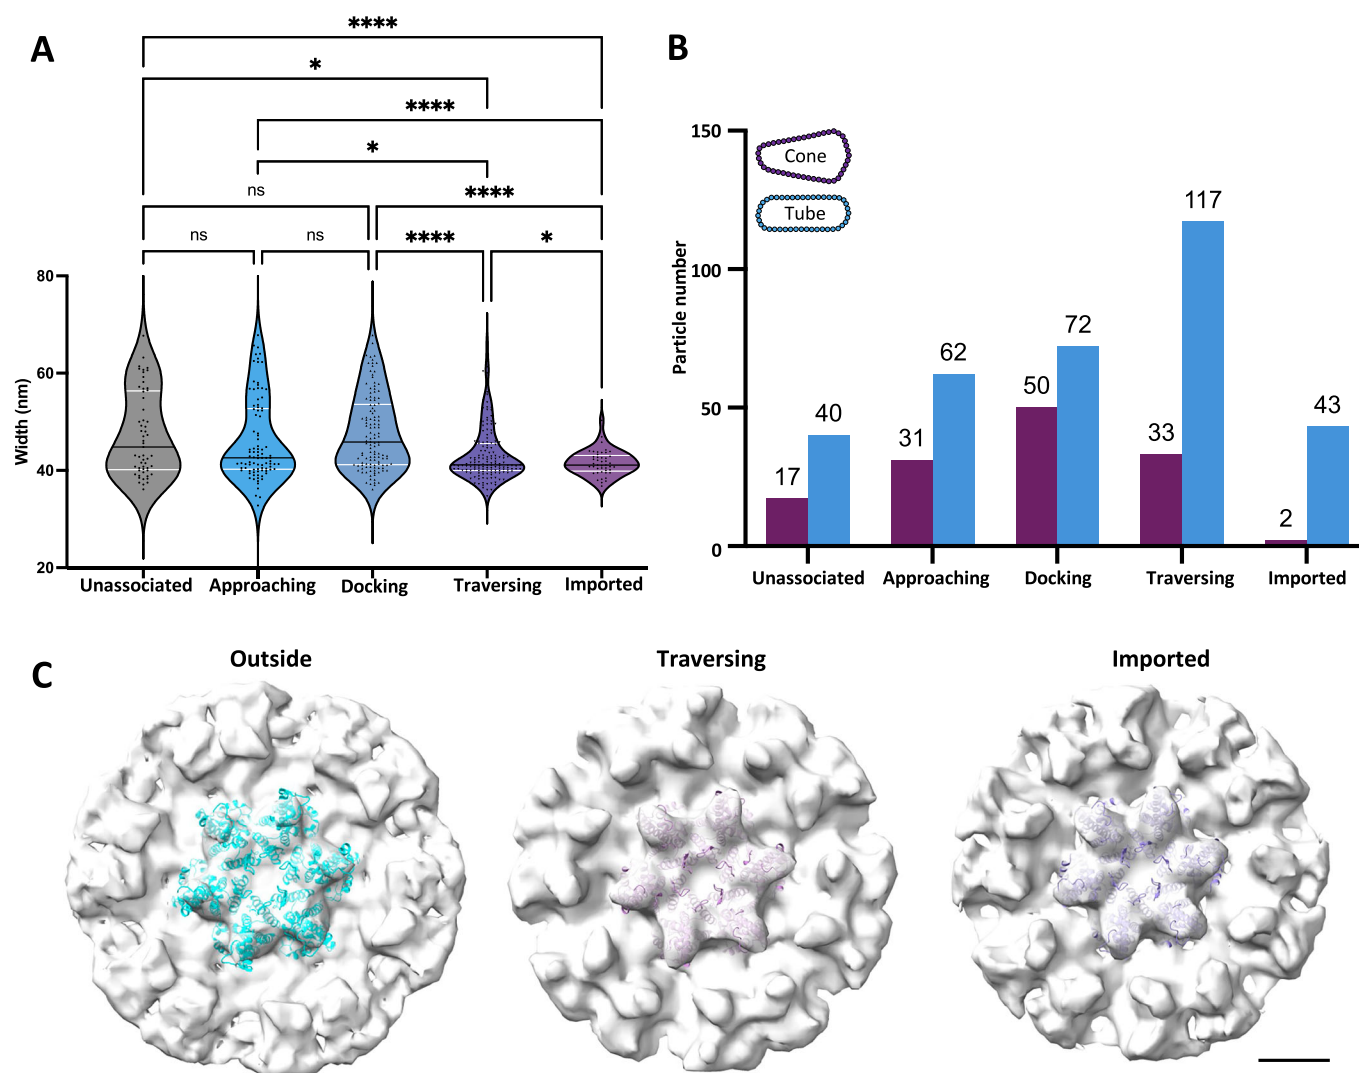 A
****
*
****
*
ns
****
ns
ns
****
*
80
60
40
20
Width (nm)
Unassociated
Approaching
Docking
Traversing
Imported
B
150
100
50
0
Particle number
Cone
Tube
17
40
31
62
50
72
33
117
2
43
Unassociated
Approaching
Docking
Traversing
Imported
C
Outside
Traversing
Imported